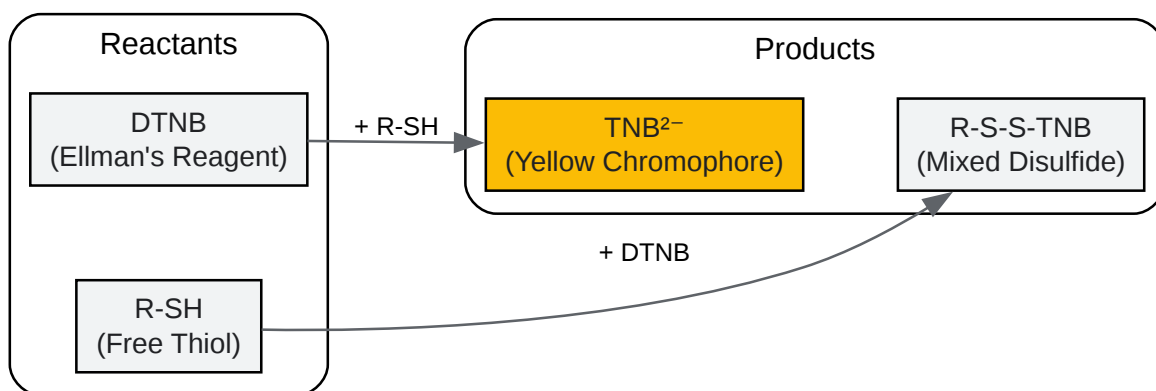 Reactants
DTNB
(Ellman's Reagent)
+ R-SH
R-SH
(Free Thiol)
+ DTNB
Products
TNB²⁻
(Yellow Chromophore)
R-S-S-TNB
(Mixed Disulfide)